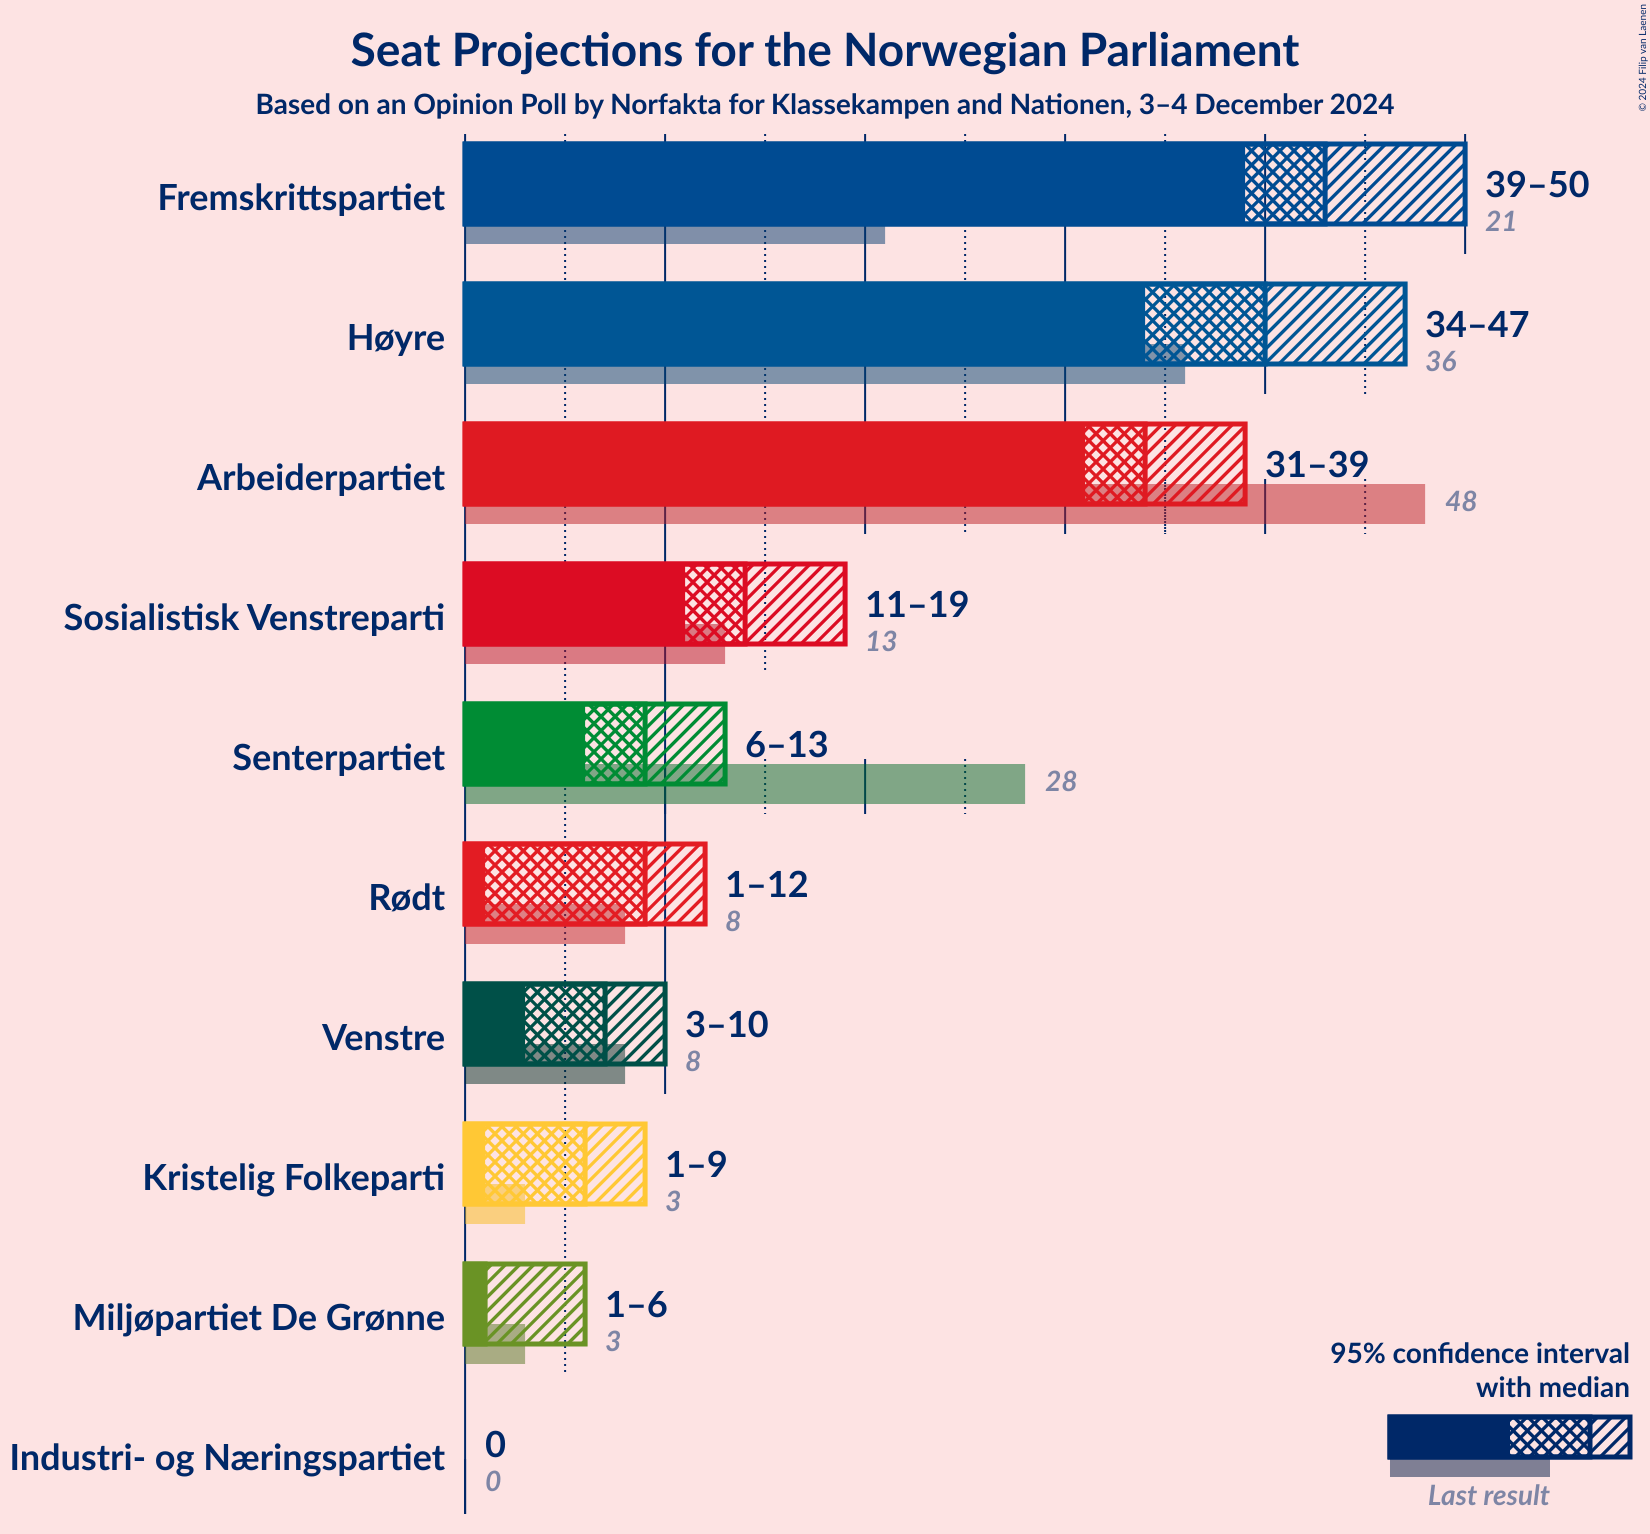 Seat Projections for the Norwegian Parliament
Based on an Opinion Poll by Norfakta for Klassekampen and Nationen, 3–4 December 2024
© 2024 Filip van Laenen
Fremskrittspartiet
39–50
21
Høyre
34–47
36
Arbeiderpartiet
31–39
48
Sosialistisk Venstreparti
11–19
13
Senterpartiet
6–13
28
Rødt
1–12
8
Venstre
3–10
8
Kristelig Folkeparti
1–9
3
Miljøpartiet De Grønne
1–6
3
Industri- og Næringspartiet
0
0
95% confidence interval
with median
Last result